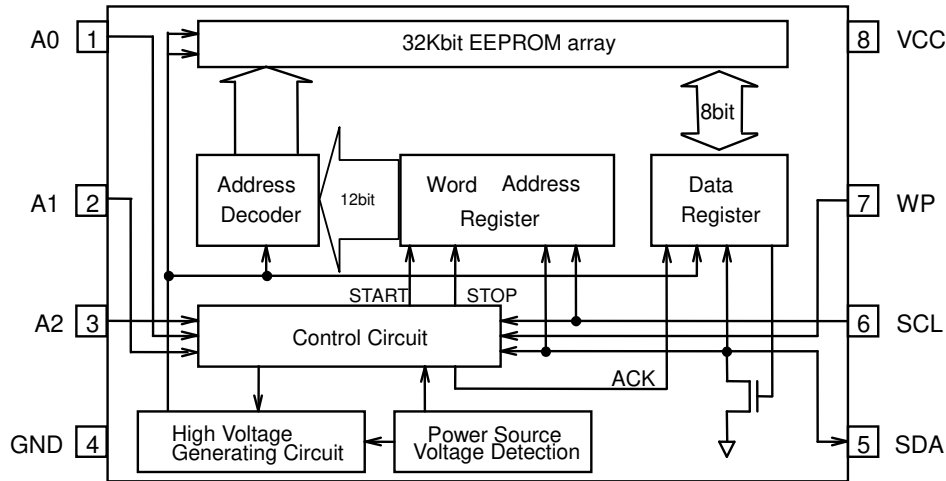 A0 1
32Kbit EEPROM array
8 VCC
8bit
A1 2
Address
Decoder
12bit
Word Address
Register
Data
Register
7 WP
START
STOP
A2 3
Control Circuit
6 SCL
ACK
GND 4
High Voltage
Generating Circuit
Power Source
Voltage Detection
5 SDA